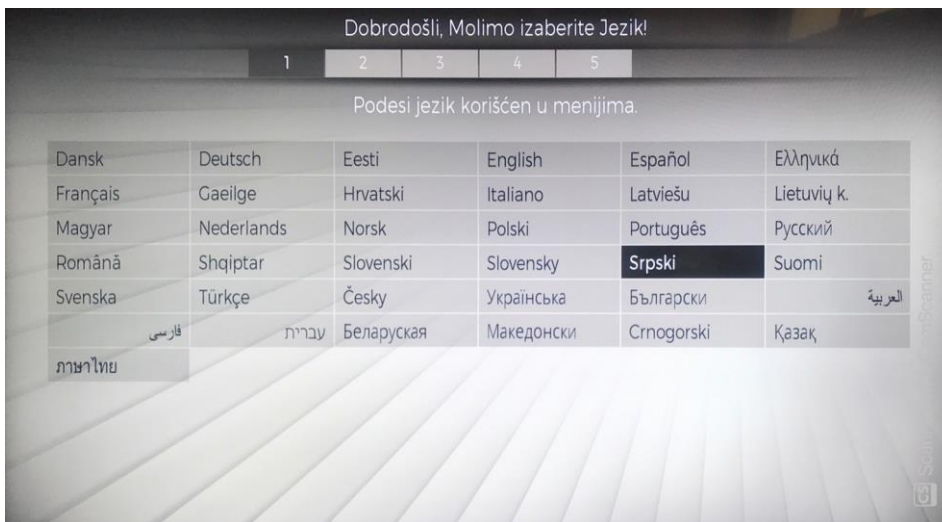 Dobrodošli, Molimo izaberite Jezik!
1 2 3 4 5
Podesi jezik korišćen u menijima.
Dansk Deutsch Eesti English Español Ελληνικά
Français Gaeilge Hrvatski Italiano Latviešu Lietuvių k.
Magyar Nederlands Norsk Polski Português Русский
Română Shqiptar Slovenski Slovensky Srpski Suomi
Svenska Türkçe Česky Українська Български العربية
فارسی עברית Беларуская Македонски Crnogorski Қазақ
ภาษาไทย
CS